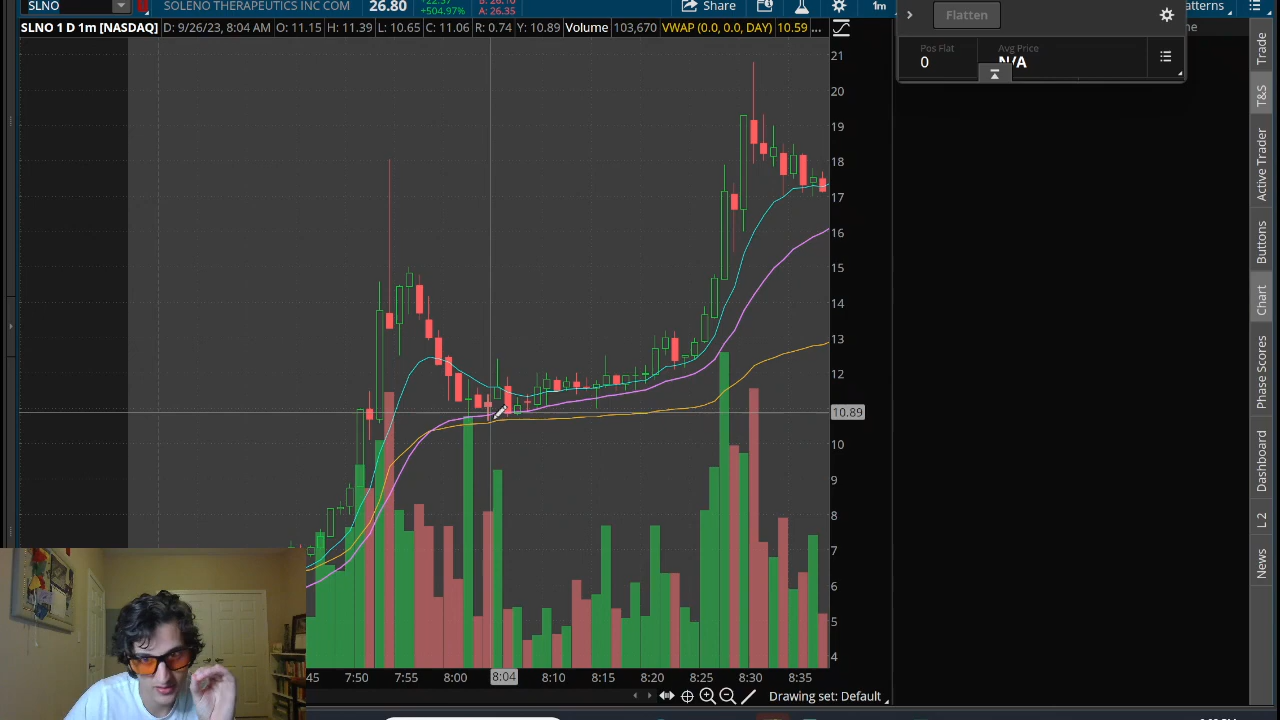 SLNO SOLENO THERAPEUTICS INC COM 26.80 +504.97% A: 26.35 Share 1m
Flatten
SLNO 1 D 1m [NASDAQ] D: 9/26/23, 8:04 AM O: 11.15 H: 11.39 L: 10.65 C: 11.06 R: 0.74 Y: 10.89 Volume 103,670 VWAP (0.0, 0.0, DAY) 10.59 ...
Pos Flat Avg Price
0 N/A
21
20
19
18
17
16
15
14
13
12
10.89
10
9
8
7
6
5
4
45 7:50 7:55 8:00 8:04 8:10 8:15 8:20 8:25 8:30 8:35
Drawing set: Default
Trade
T&S
Active Trader
Buttons
Chart
Phase Scores
Dashboard
L 2
News